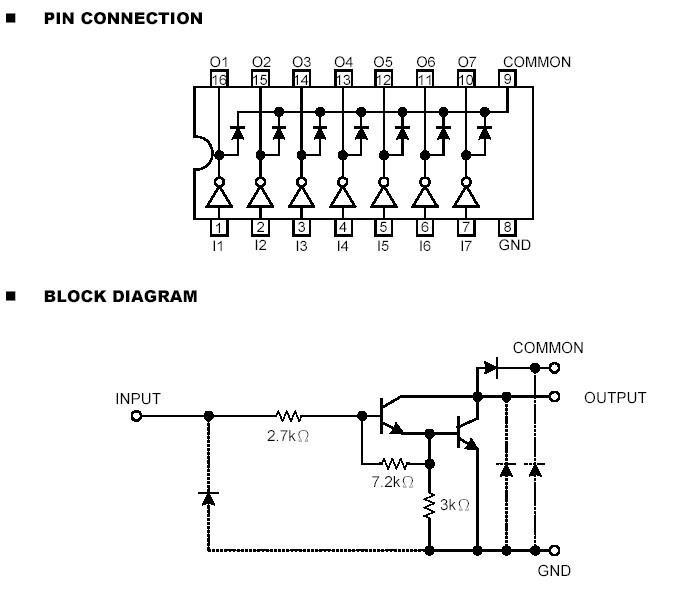 PIN CONNECTION
O1 O2 O3 O4 O5 O6 O7 COMMON
16 15 14 13 12 11 10 9
1 2 3 4 5 6 7 8
I1 I2 I3 I4 I5 I6 I7 GND
BLOCK DIAGRAM
COMMON
INPUT
OUTPUT
2.7kΩ
7.2kΩ
3kΩ
GND